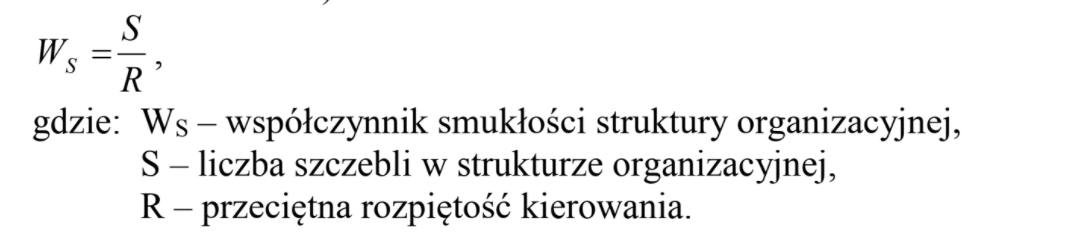 W_S = S/R,
gdzie: W_S – współczynnik smukłości struktury organizacyjnej,
S – liczba szczebli w strukturze organizacyjnej,
R – przeciętna rozpiętość kierowania.